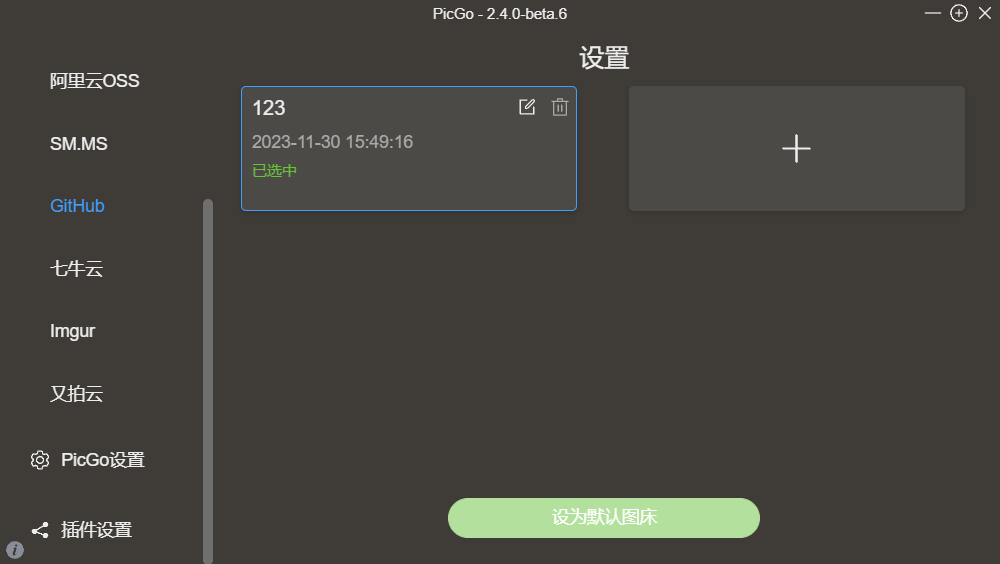 PicGo - 2.4.0-beta.6
阿里云OSS
SM.MS
GitHub
七牛云
Imgur
又拍云
PicGo设置
插件设置
设置
123
2023-11-30 15:49:16
已选中
设为默认图床